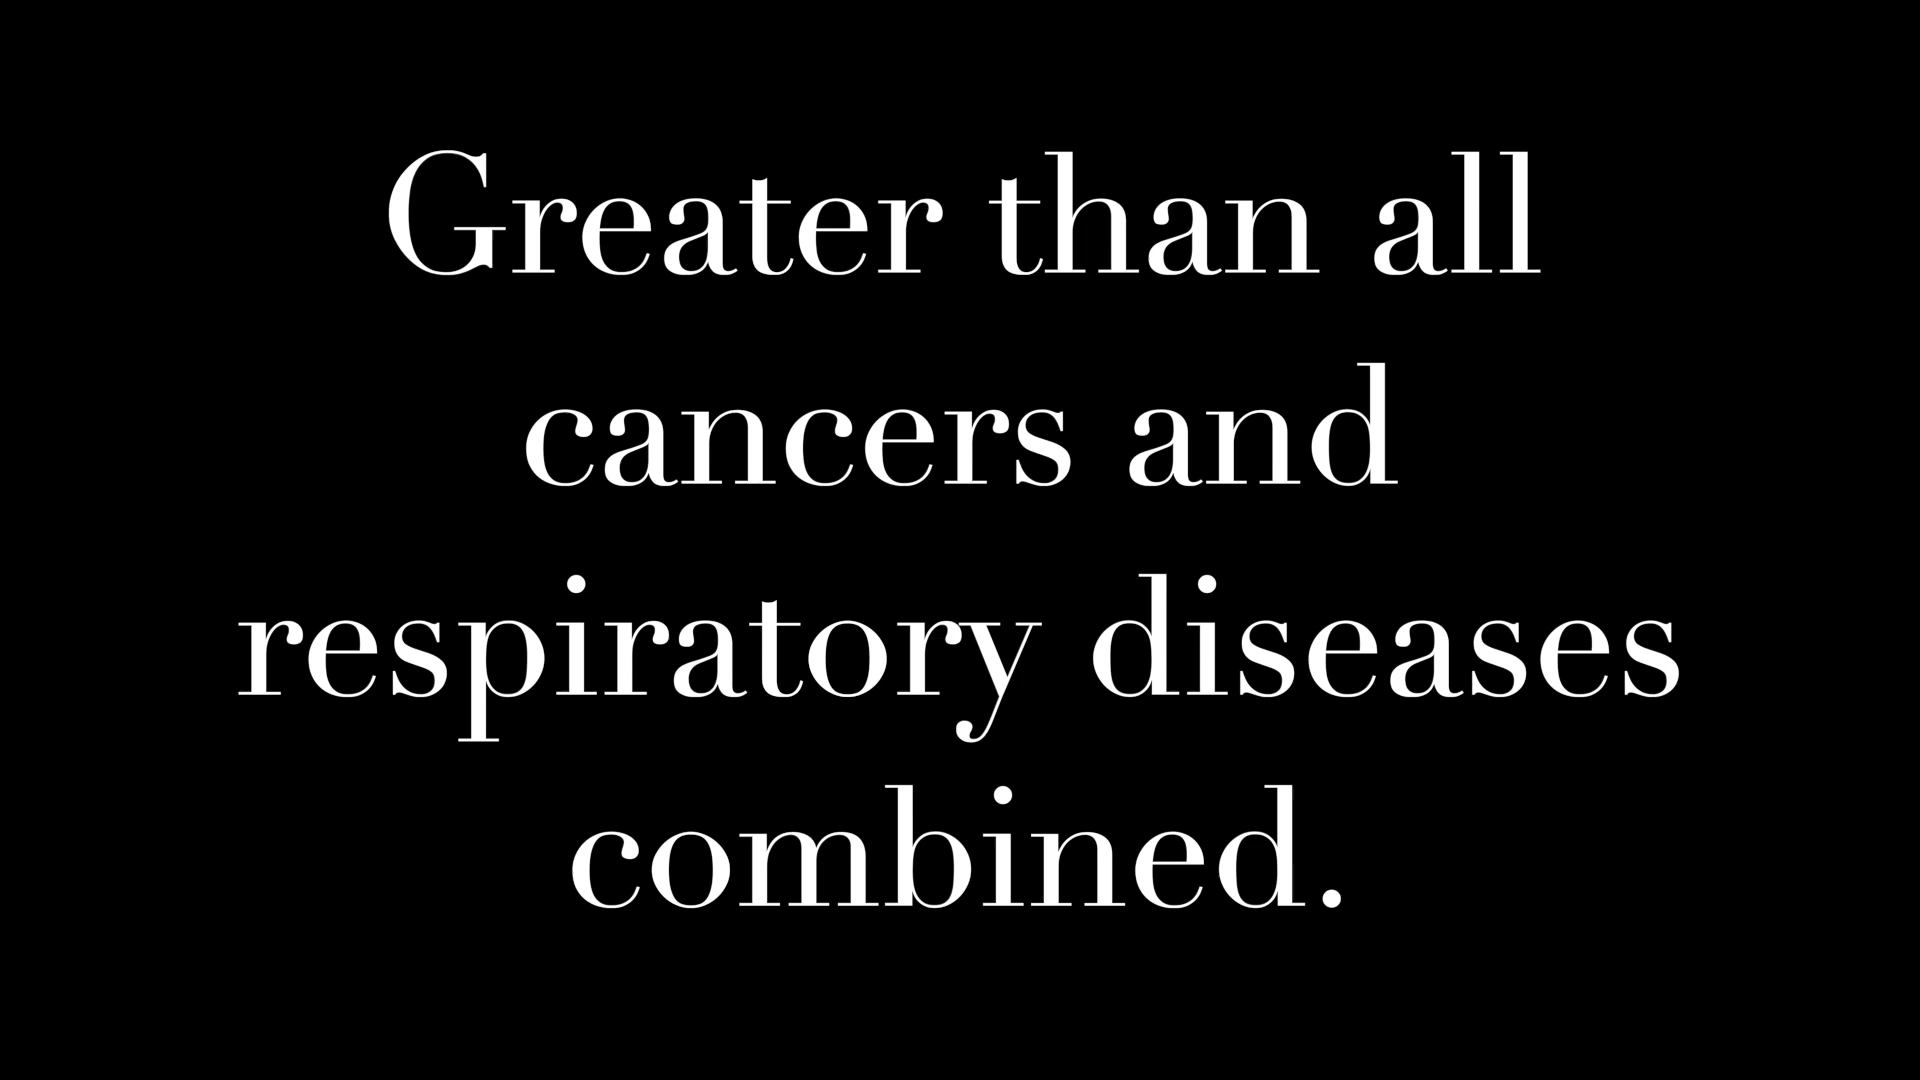 Greater than all
cancers and
respiratory diseases
combined.